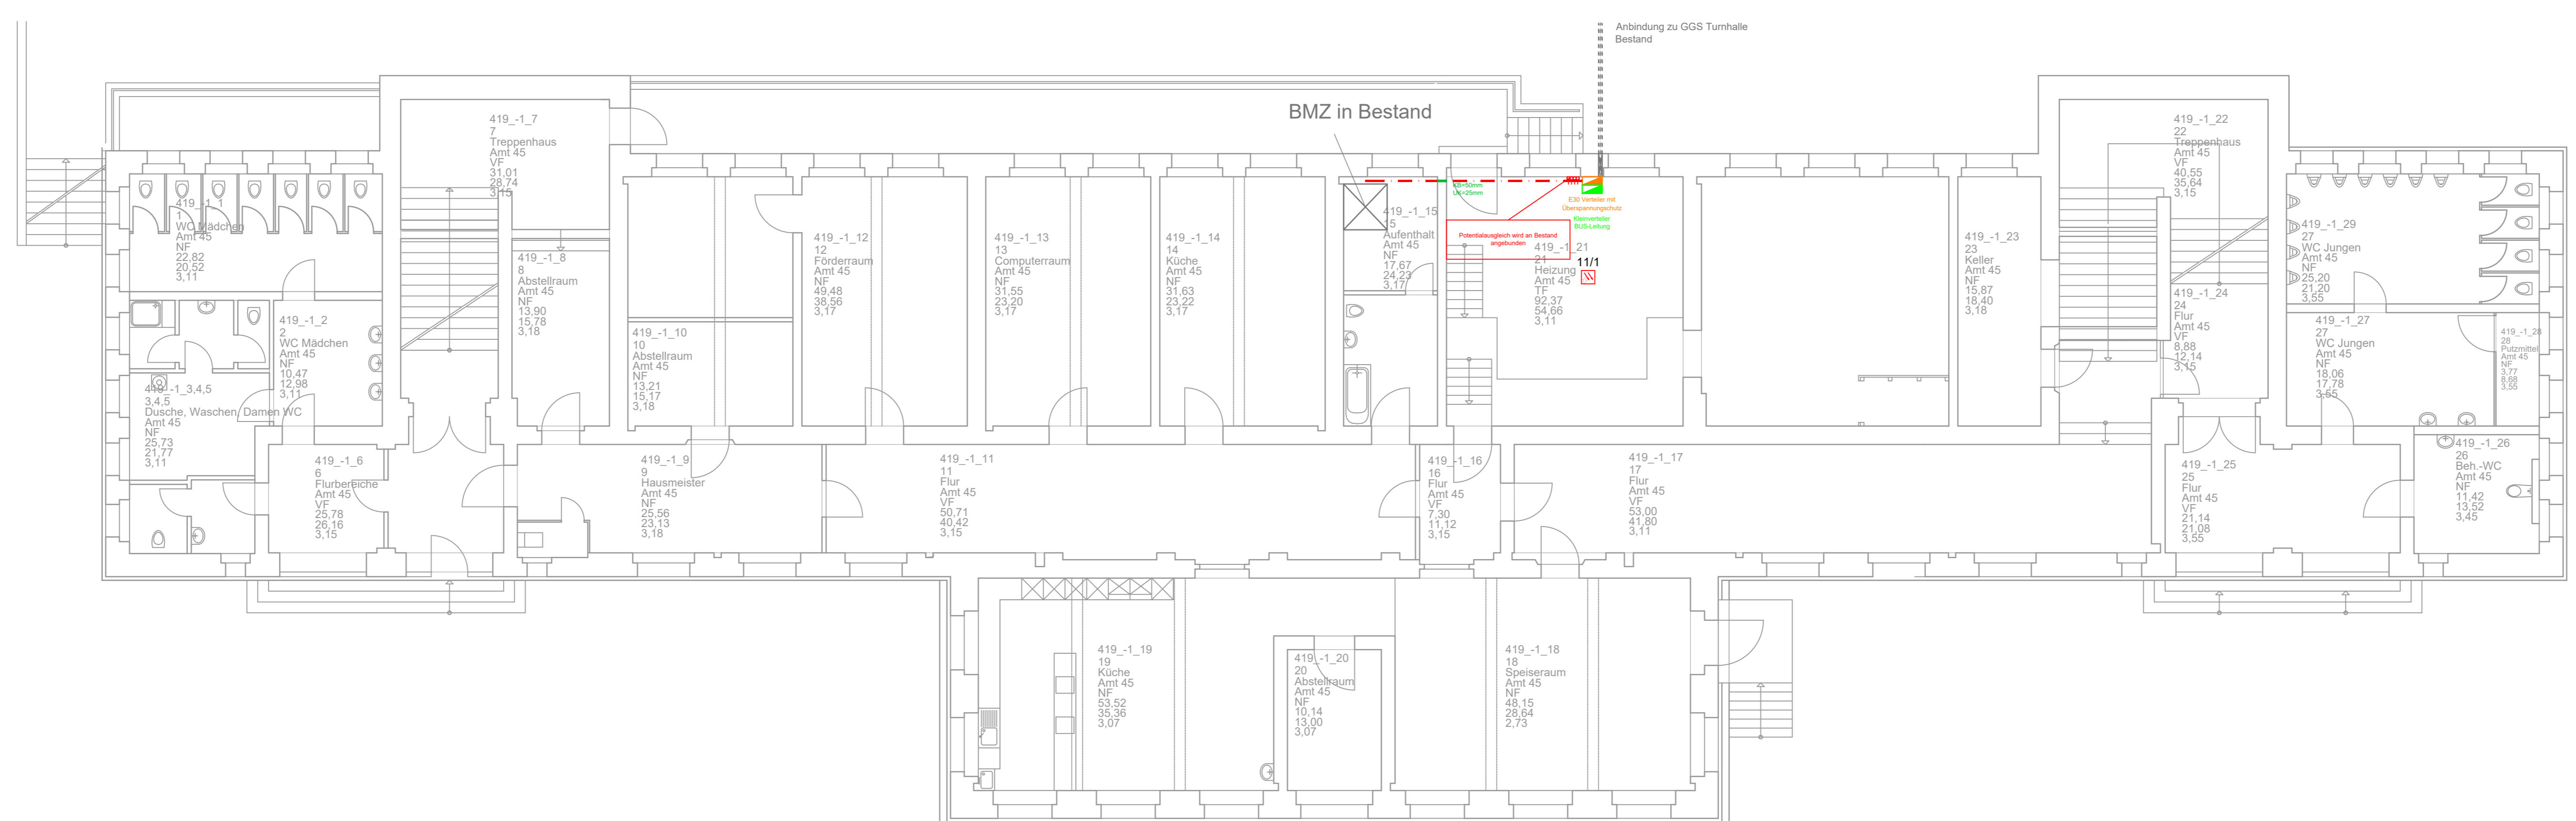 Anbindung zu GGS Turnhalle
Bestand
BMZ in Bestand
419_-1_7
7
Treppenhaus
Amt 45
VF
31,01
28,74
3,15
419_-1_22
22
Treppenhaus
Amt 45
VF
40,55
35,64
3,15
419_-1_1
1
WC Mädchen
Amt 45
NF
22,82
20,52
3,11
419_-1_8
8
Abstellraum
Amt 45
NF
13,90
15,78
3,18
419_-1_12
12
Förderraum
Amt 45
NF
49,48
38,56
3,17
419_-1_13
13
Computerraum
Amt 45
NF
31,55
23,20
3,17
419_-1_14
14
Küche
Amt 45
NF
31,63
23,22
3,17
419_-1_15
15
Aufenthalt
Amt 45
NF
17,67
24,23
3,17
KB=50mm
UK=25mm
E30 Verteiler mit
Überspannungschutz
Kleinverteiler
BUS-Leitung
Potentialausgleich wird an Bestand
angebunden
419_-1_21
21
Heizung
Amt 45
TF
92,37
54,66
3,11
11/1
419_-1_23
23
Keller
Amt 45
NF
15,87
18,40
3,18
419_-1_24
24
Flur
Amt 45
VF
8,88
12,14
3,15
419_-1_29
27
WC Jungen
Amt 45
NF
25,20
21,20
3,55
419_-1_2
2
WC Mädchen
Amt 45
NF
10,47
12,98
3,11
419_-1_10
10
Abstellraum
Amt 45
NF
13,21
15,17
3,18
419_-1_27
27
WC Jungen
Amt 45
NF
18,06
17,78
3,55
419_-1_28
28
Putzmittel
Amt 45
NF
3,77
8,68
3,55
419_-1_3,4,5
3,4,5
Dusche, Waschen, Damen WC
Amt 45
NF
25,73
21,77
3,11
419_-1_6
6
Flurbereiche
Amt 45
VF
25,78
26,16
3,15
419_-1_9
9
Hausmeister
Amt 45
NF
25,56
23,13
3,18
419_-1_11
11
Flur
Amt 45
VF
50,71
40,42
3,15
419_-1_16
16
Flur
Amt 45
VF
7,30
11,12
3,15
419_-1_17
17
Flur
Amt 45
VF
53,00
41,80
3,11
419_-1_25
25
Flur
Amt 45
VF
21,14
21,08
3,55
419_-1_26
26
Beh.-WC
Amt 45
NF
11,42
13,52
3,45
419_-1_19
19
Küche
Amt 45
NF
53,52
35,36
3,07
419_-1_20
20
Abstellraum
Amt 45
NF
10,14
13,00
3,07
419_-1_18
18
Speiseraum
Amt 45
NF
48,15
28,64
2,73